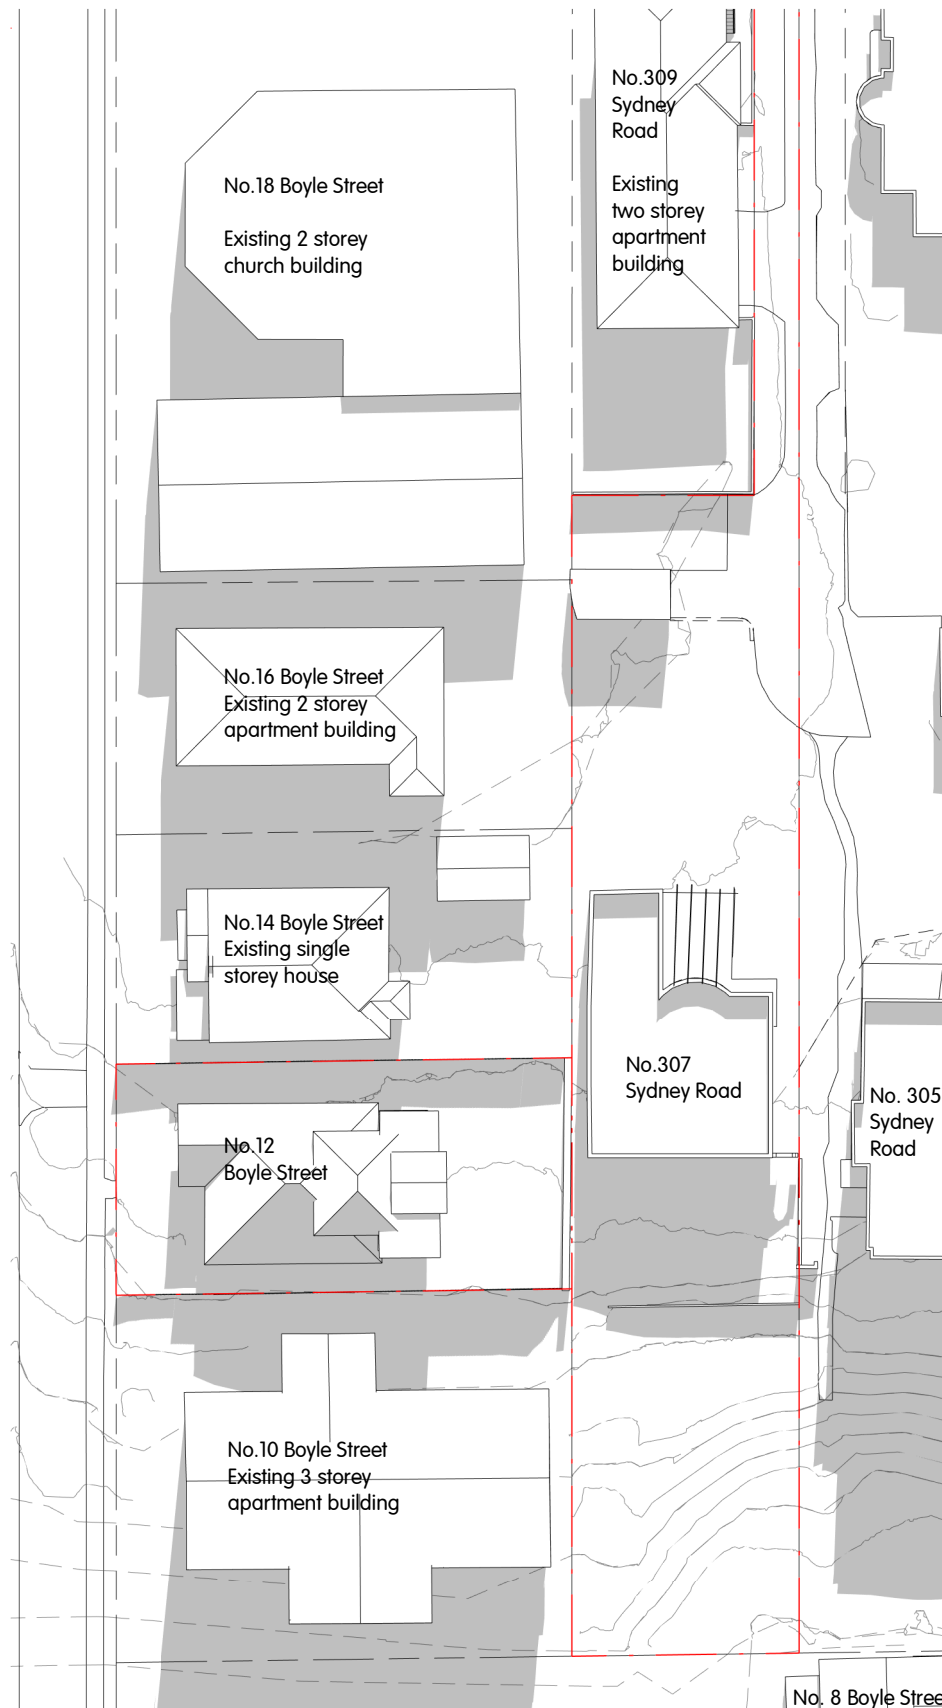 No.309
Sydney
Road
Existing
two storey
apartment
building
No.18 Boyle Street
Existing 2 storey
church building
No.16 Boyle Street
Existing 2 storey
apartment building
No.14 Boyle Street
Existing single
storey house
No.307
Sydney Road
No. 305
Sydney
Road
No.12
Boyle Street
No.10 Boyle Street
Existing 3 storey
apartment building
No. 8 Boyle Stree